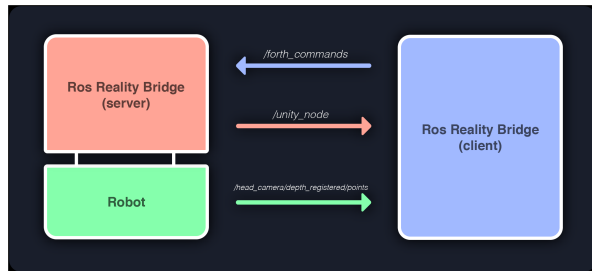 Ros Reality Bridge
(server)
Robot
/forth_commands
/unity_node
/head_camera/depth_registered/points
Ros Reality Bridge
(client)